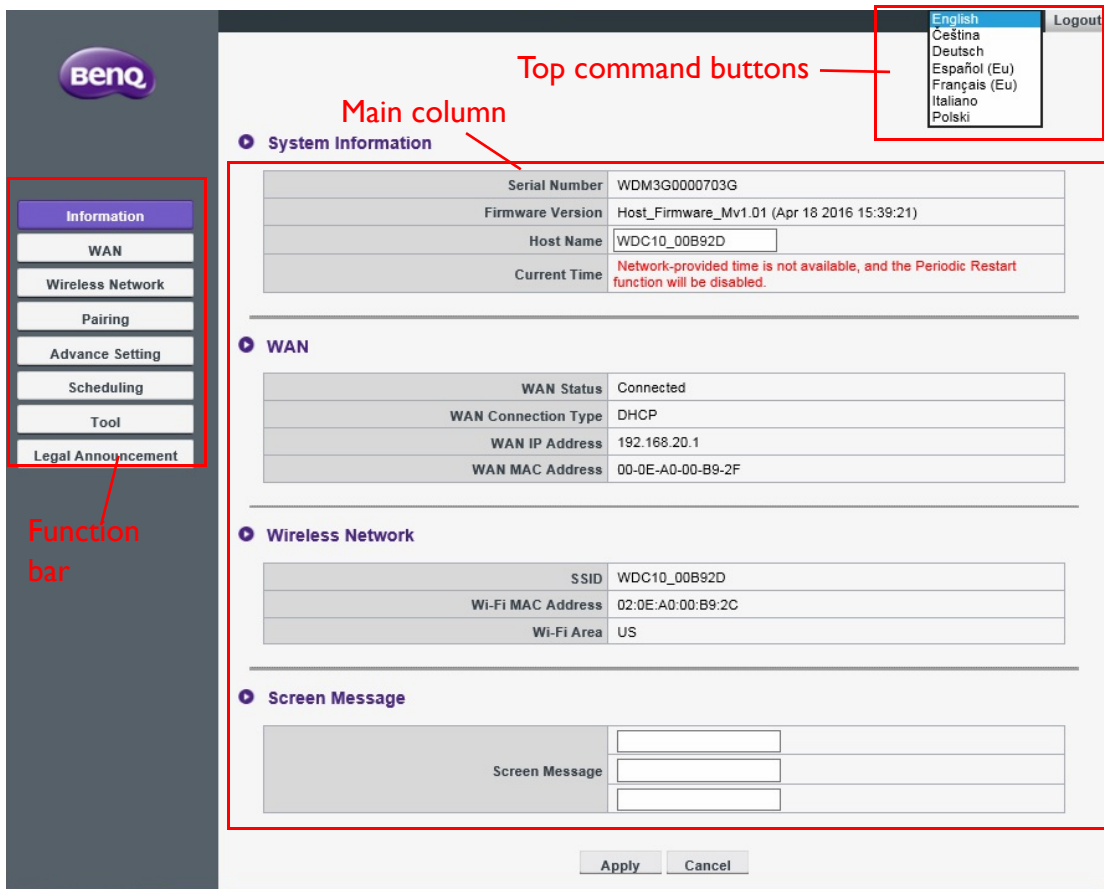 English
Logout
Čeština
Deutsch
Español (Eu)
Français (Eu)
Italiano
Polski
BenQ
Top command buttons
Main column
System Information
Serial Number WDM3G0000703G
Firmware Version Host_Firmware_Mv1.01 (Apr 18 2016 15:39:21)
Host Name WDC10_00B92D
Current Time Network-provided time is not available, and the Periodic Restart
function will be disabled.
Information
WAN
Wireless Network
Pairing
Advance Setting
Scheduling
Tool
Legal Announcement
Function
bar
WAN
WAN Status Connected
WAN Connection Type DHCP
WAN IP Address 192.168.20.1
WAN MAC Address 00-0E-A0-00-B9-2F
Wireless Network
SSID WDC10_00B92D
Wi-Fi MAC Address 02:0E:A0:00:B9:2C
Wi-Fi Area US
Screen Message
Screen Message
Apply Cancel